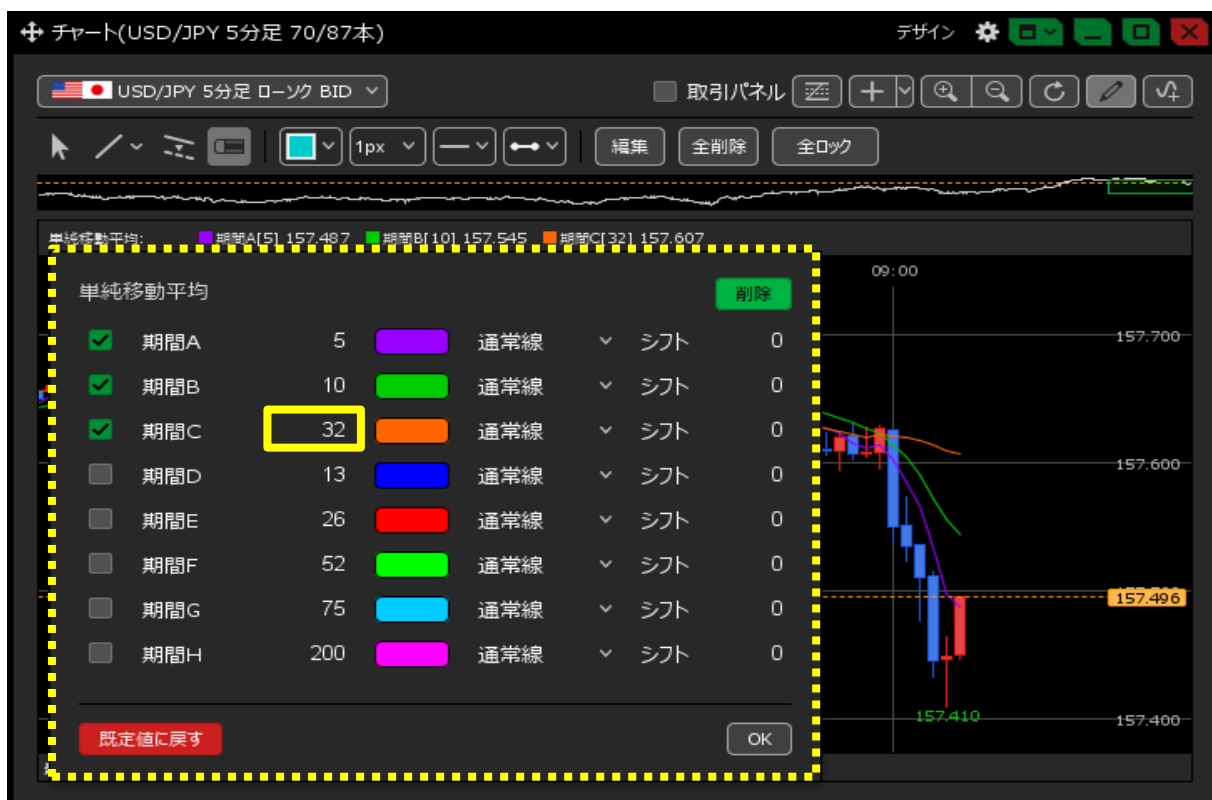 チャート(USD/JPY 5分足 70/87本) デザイン
USD/JPY 5分足 ローソク BID 取引パネル
1px 編集 全削除 全ロック
単純移動平均: 期間A[5] 157.487 期間B[10] 157.545 期間C[32] 157.607
09:00
単純移動平均 削除
期間A 5 通常線 シフト 0
157.700
期間B 10 通常線 シフト 0
期間C 32 通常線 シフト 0
157.600
期間D 13 通常線 シフト 0
期間E 26 通常線 シフト 0
期間F 52 通常線 シフト 0
157.496
期間G 75 通常線 シフト 0
期間H 200 通常線 シフト 0
157.410
157.400
既定値に戻す OK